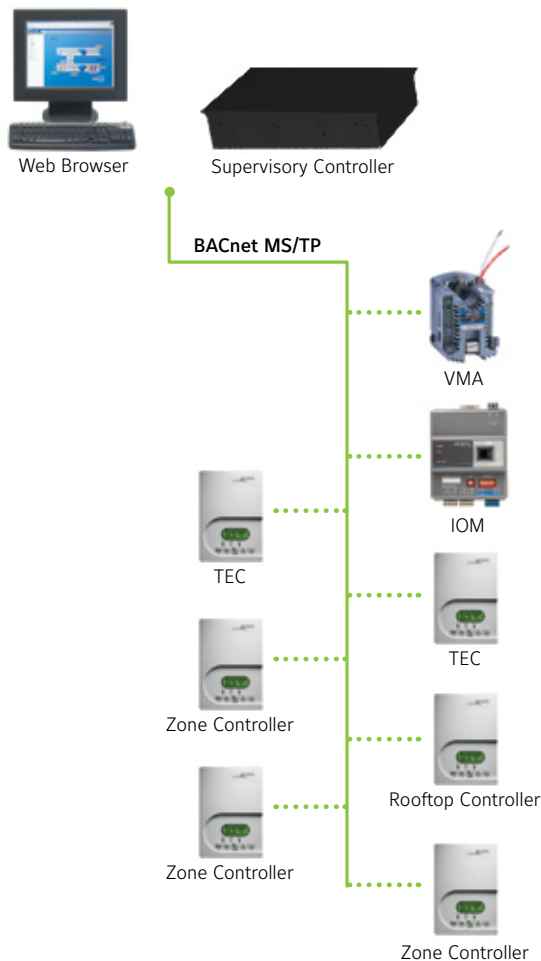 Web Browser
Supervisory Controller
BACnet MS/TP
VMA
IOM
TEC
TEC
Zone Controller
Rooftop Controller
Zone Controller
Zone Controller